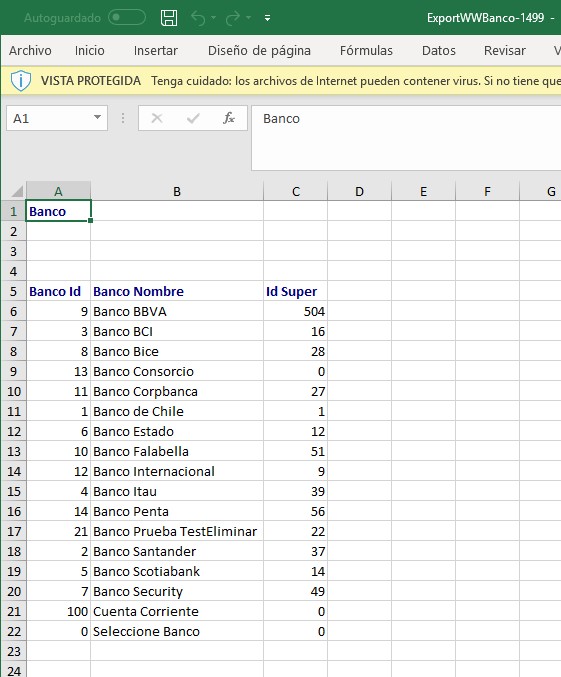 Autoguardado ExportWWBanco-1499 -
Archivo Inicio Insertar Diseño de página Fórmulas Datos Revisar V
VISTA PROTEGIDA Tenga cuidado: los archivos de Internet pueden contener virus. Si no tiene que
A1 fx Banco
A B C D E F G
1 Banco
2
3
4
5 Banco Id Banco Nombre Id Super
6 9 Banco BBVA 504
7 3 Banco BCI 16
8 8 Banco Bice 28
9 13 Banco Consorcio 0
10 11 Banco Corpbanca 27
11 1 Banco de Chile 1
12 6 Banco Estado 12
13 10 Banco Falabella 51
14 12 Banco Internacional 9
15 4 Banco Itau 39
16 14 Banco Penta 56
17 21 Banco Prueba TestEliminar 22
18 2 Banco Santander 37
19 5 Banco Scotiabank 14
20 7 Banco Security 49
21 100 Cuenta Corriente 0
22 0 Seleccione Banco 0
23
24